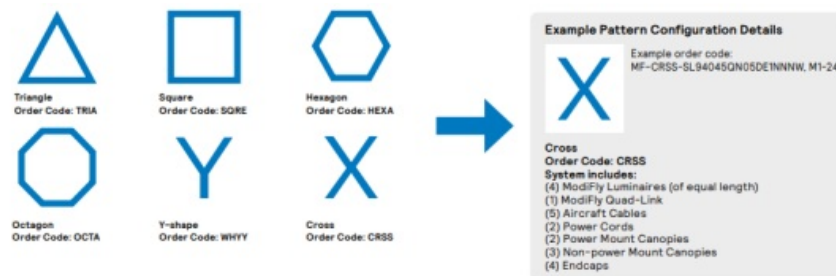 Triangle
Order Code: TRIA
Square
Order Code: SQRE
Hexagon
Order Code: HEXA
Octagon
Order Code: OCTA
Y-shape
Order Code: WHYY
Cross
Order Code: CRSS
Example Pattern Configuration Details
Example order code:
MF-CRSS-SL94045QN05DE1NNNW, M1-24
Cross
Order Code: CRSS
System includes:
(4) ModiFly Luminaires (of equal length)
(1) ModiFly Quad-Link
(5) Aircraft Cables
(2) Power Cords
(2) Power Mount Canopies
(3) Non-power Mount Canopies
(4) Endcaps